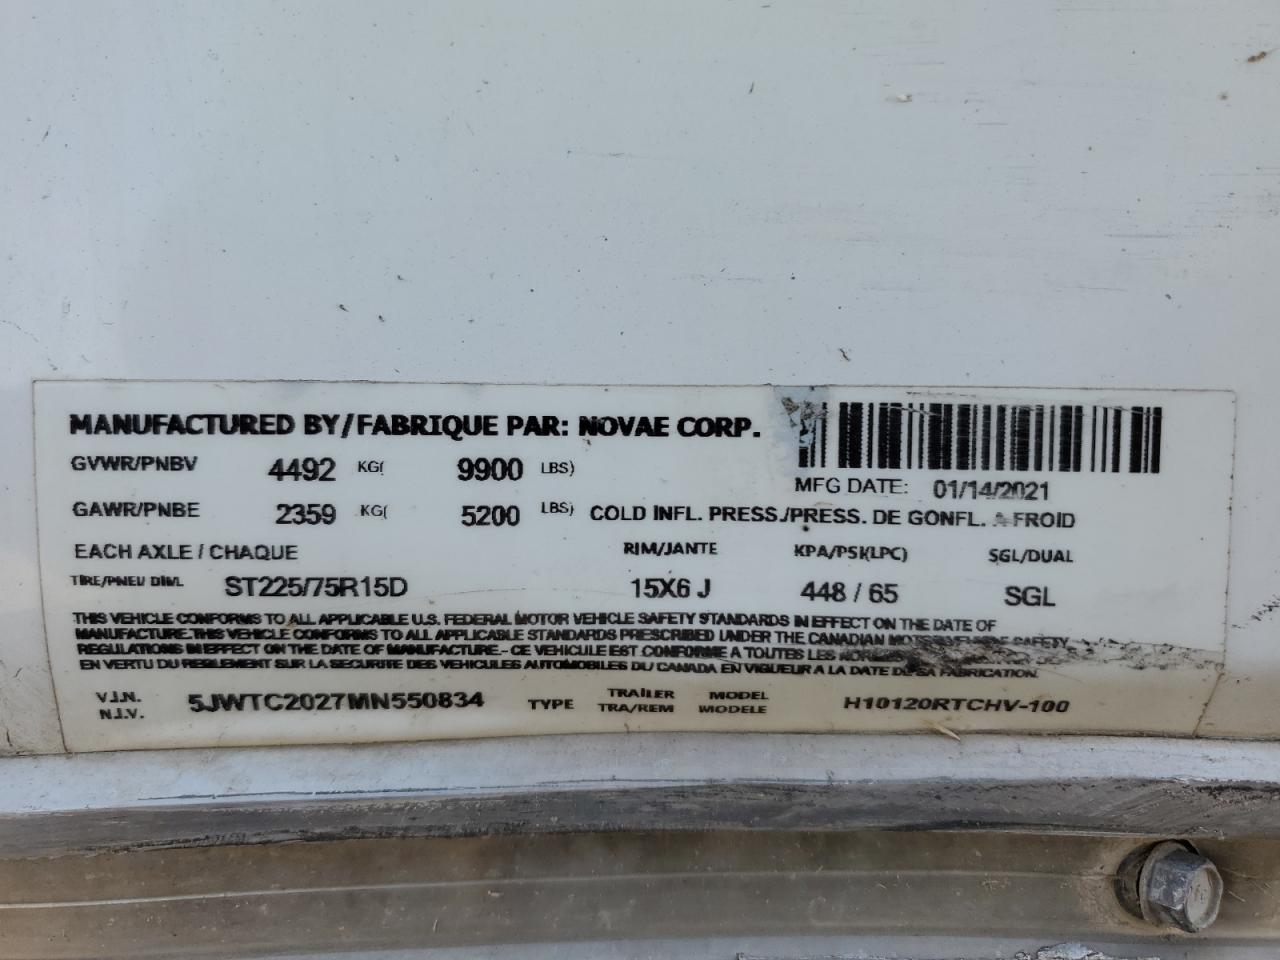 MANUFACTURED BY/FABRIQUE PAR: NOVAE CORP.
GVWR/PNBV 4492 KG( 9900 LBS)
MFG DATE: 01/14/2021
GAWR/PNBE 2359 KG( 5200 LBS) COLD INFL. PRESS./PRESS. DE GONFL. A FROID
EACH AXLE / CHAQUE RIM/JANTE KPA/PSI(LPC) SGL/DUAL
TIRE/PNEU DIM. ST225/75R15D 15X6 J 448 / 65 SGL
THIS VEHICLE CONFORMS TO ALL APPLICABLE U.S. FEDERAL MOTOR VEHICLE SAFETY STANDARDS IN EFFECT ON THE DATE OF
MANUFACTURE.THIS VEHICLE CONFORMS TO ALL APPLICABLE STANDARDS PRESCRIBED UNDER THE CANADIAN MOTOR VEHICLE SAFETY
REGULATIONS IN EFFECT ON THE DATE OF MANUFACTURE.- CE VEHICULE EST CONFORME A TOUTES LES
EN VERTU DU REGLEMENT SUR LA SECURITE DES VEHICULES AUTOMOBILES DU CANADA EN VIGUEUR A LA DATE DE SA FABRICATION.
V.I.N. 5JWTC2027MN550834 TYPE TRAILER MODEL H10120RTCHV-100
N.I.V. TRA/REM MODELE